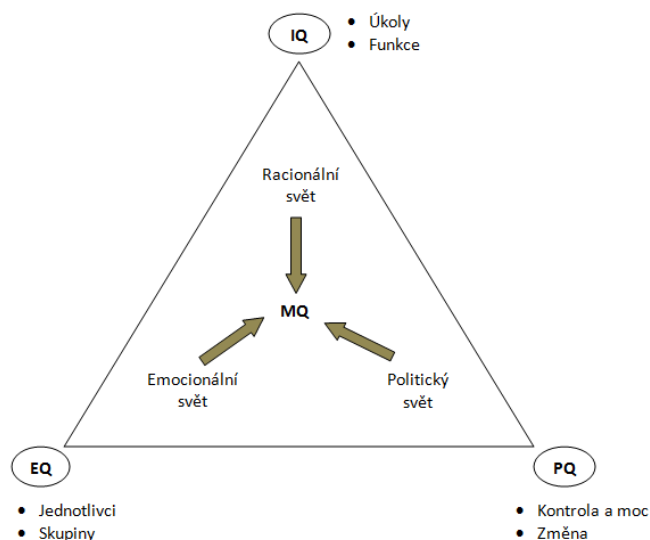 IQ
• Úkoly
• Funkce
Racionální
svět
MQ
Emocionální
svět
Politický
svět
EQ
PQ
• Jednotlivci
• Skupiny
• Kontrola a moc
• Změna